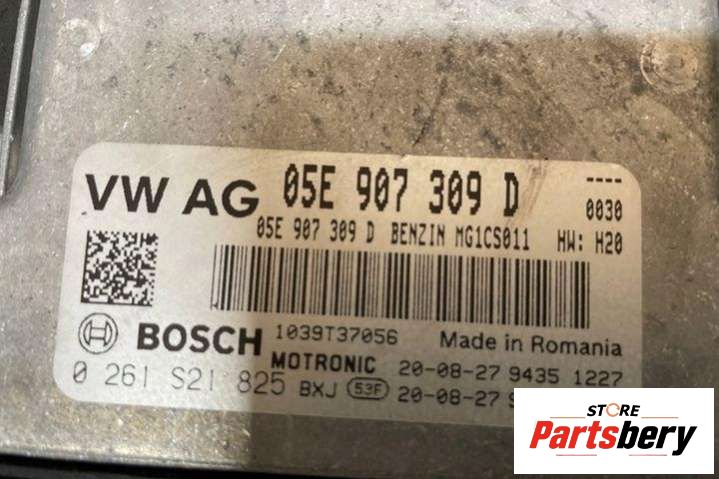 VW AG 05E 907 309 D ----
0030
05E 907 309 D BENZIN MG1CS011 HW: H20
BOSCH 1039T37056 Made in Romania
MOTRONIC 20-08-27 9435 1227
0 261 S21 825 BXJ 53F 20-08-27 9
STORE
Partsbery